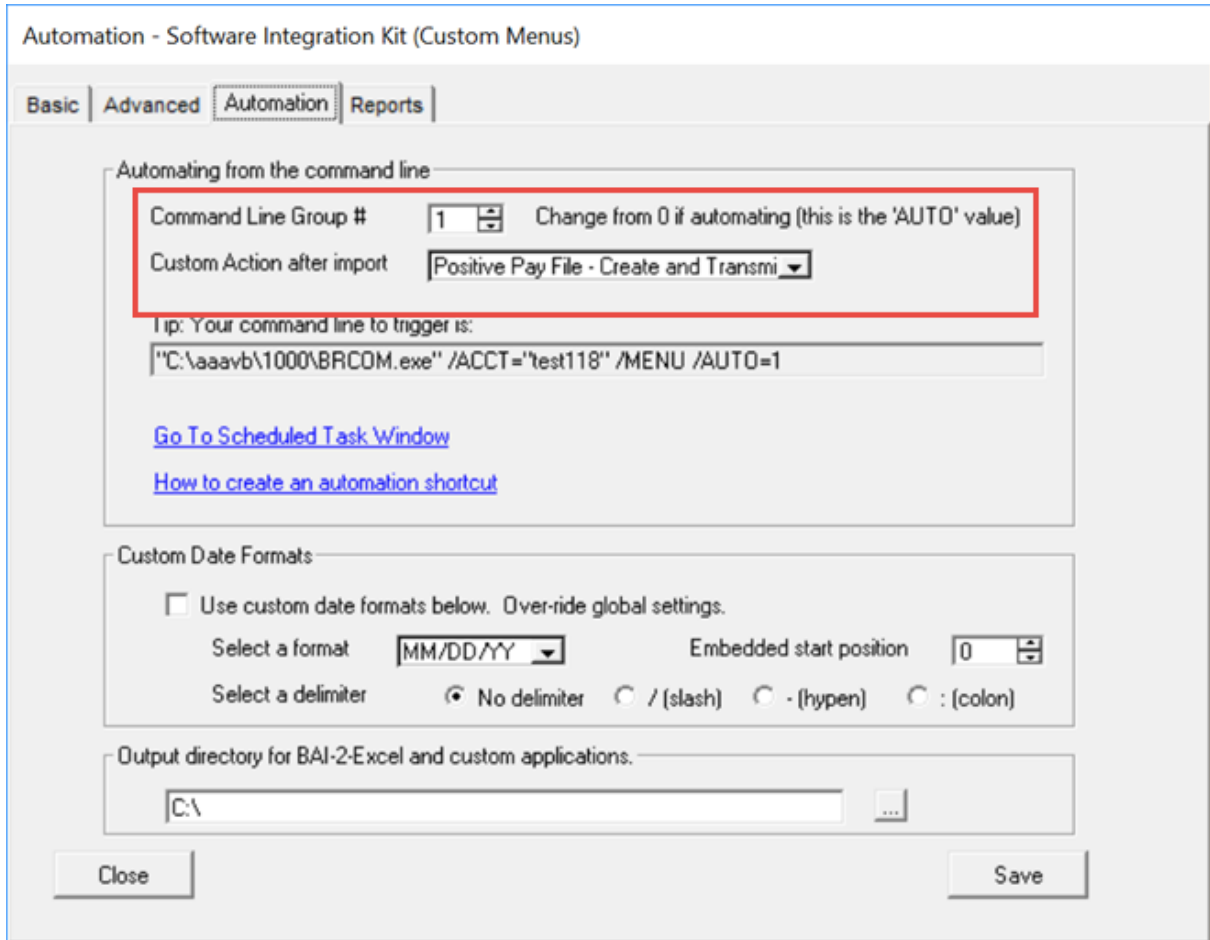 Automation - Software Integration Kit (Custom Menus)
Basic Advanced Automation Reports
Automating from the command line
Command Line Group # 1 Change from 0 if automating (this is the 'AUTO' value)
Custom Action after import Positive Pay File - Create and Transmi
Tip: Your command line to trigger is:
"C:\aaavb\1000\BRCOM.exe" /ACCT="test118" /MENU /AUTO=1
Go To Scheduled Task Window
How to create an automation shortcut
Custom Date Formats
Use custom date formats below. Over-ride global settings.
Select a format MM/DD/YY Embedded start position 0
Select a delimiter No delimiter / (slash) - (hypen) : (colon)
Output directory for BAI-2-Excel and custom applications.
C:\ ...
Close Save